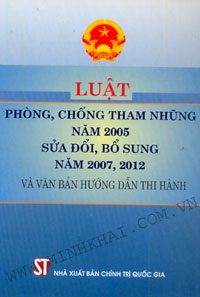 LUẬT
PHÒNG, CHỐNG THAM NHŨNG
NĂM 2005
SỬA ĐỔI, BỔ SUNG
NĂM 2007, 2012
VÀ VĂN BẢN HƯỚNG DẪN THI HÀNH
ST NHÀ XUẤT BẢN CHÍNH TRỊ QUỐC GIA